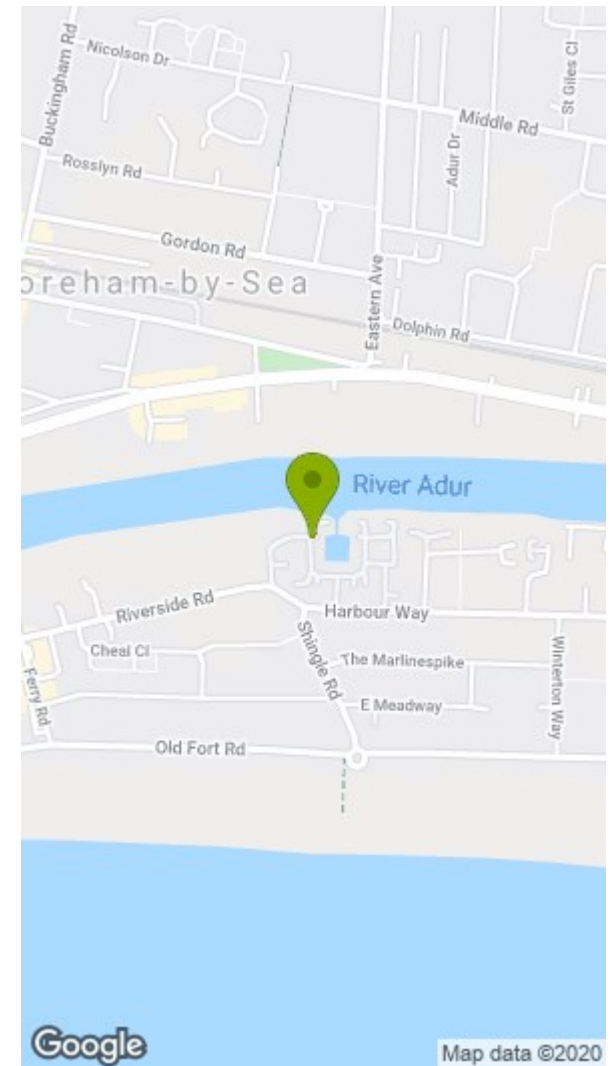 Buckingham Rd
Nicolson Dr
St Giles Cl
Middle Rd
Adur Dr
Rosslyn Rd
Gordon Rd
oreham-by-Sea
Eastern Ave
Dolphin Rd
River Adur
Riverside Rd
Harbour Way
Cheal Cl
Shingle Rd
The Marlinespike
Winterton Way
Ferry Rd
E Meadway
Old Fort Rd
Google
Map data ©2020